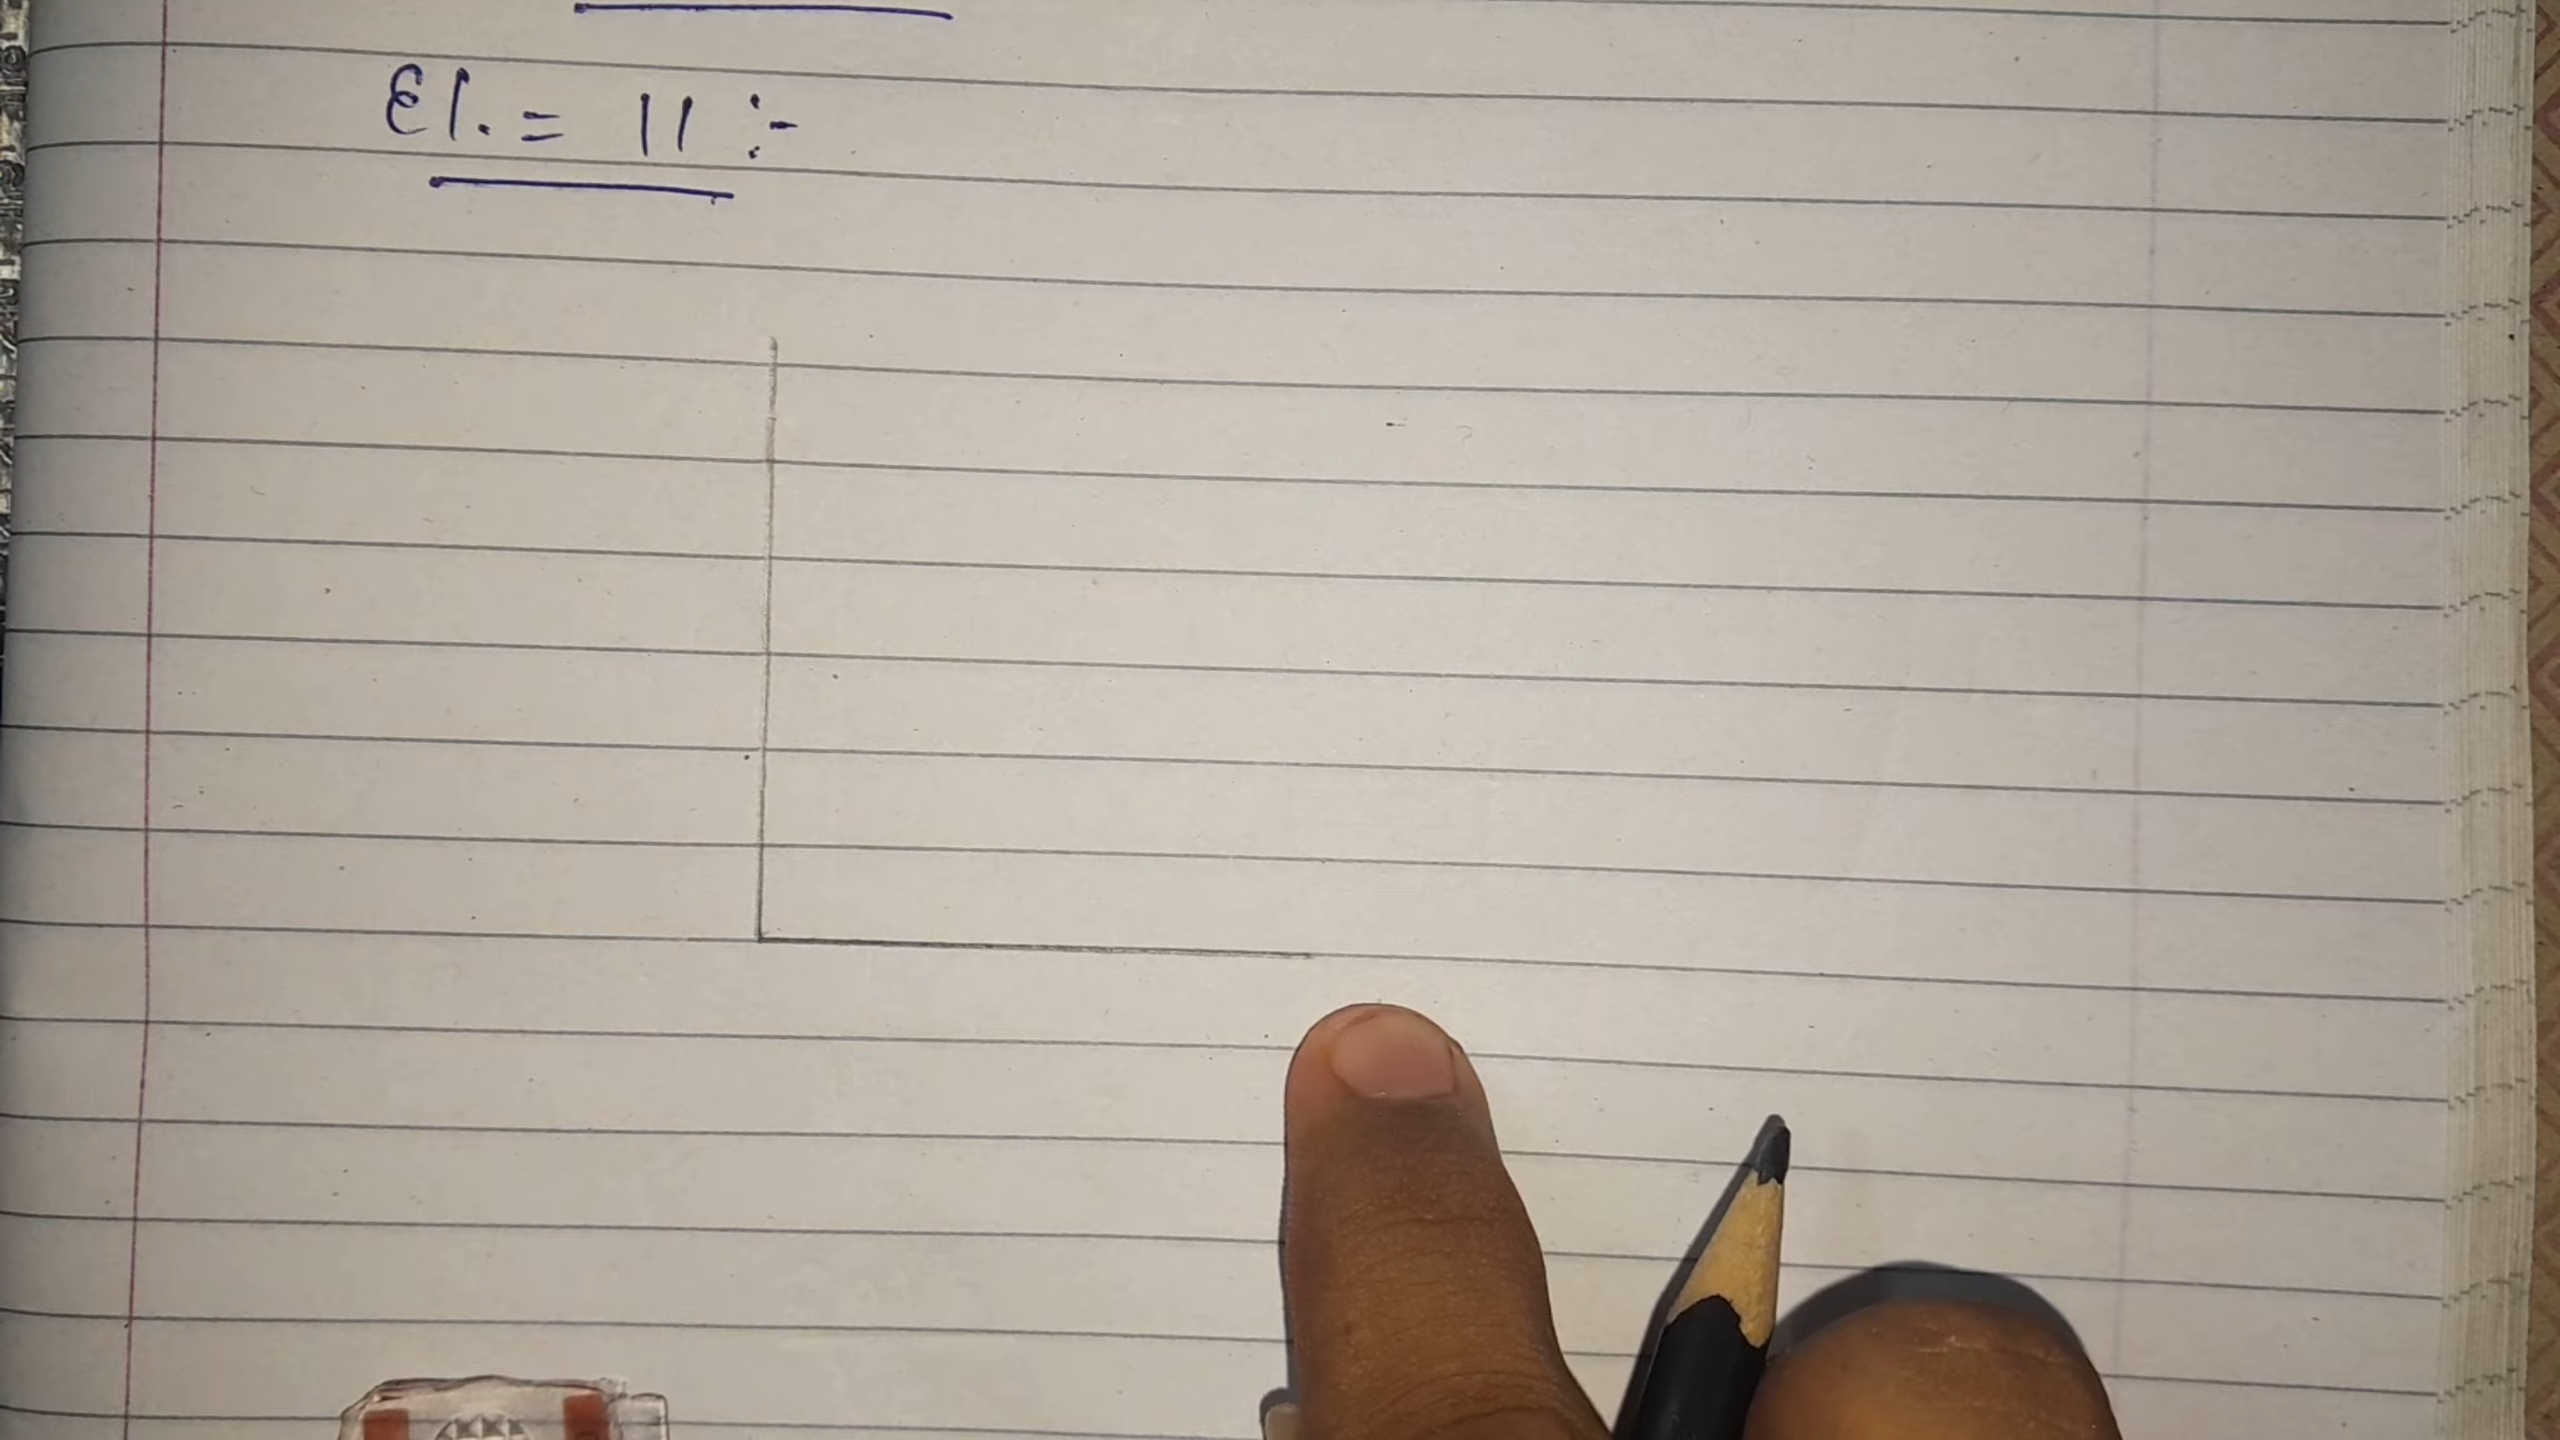 El. = 11 :-